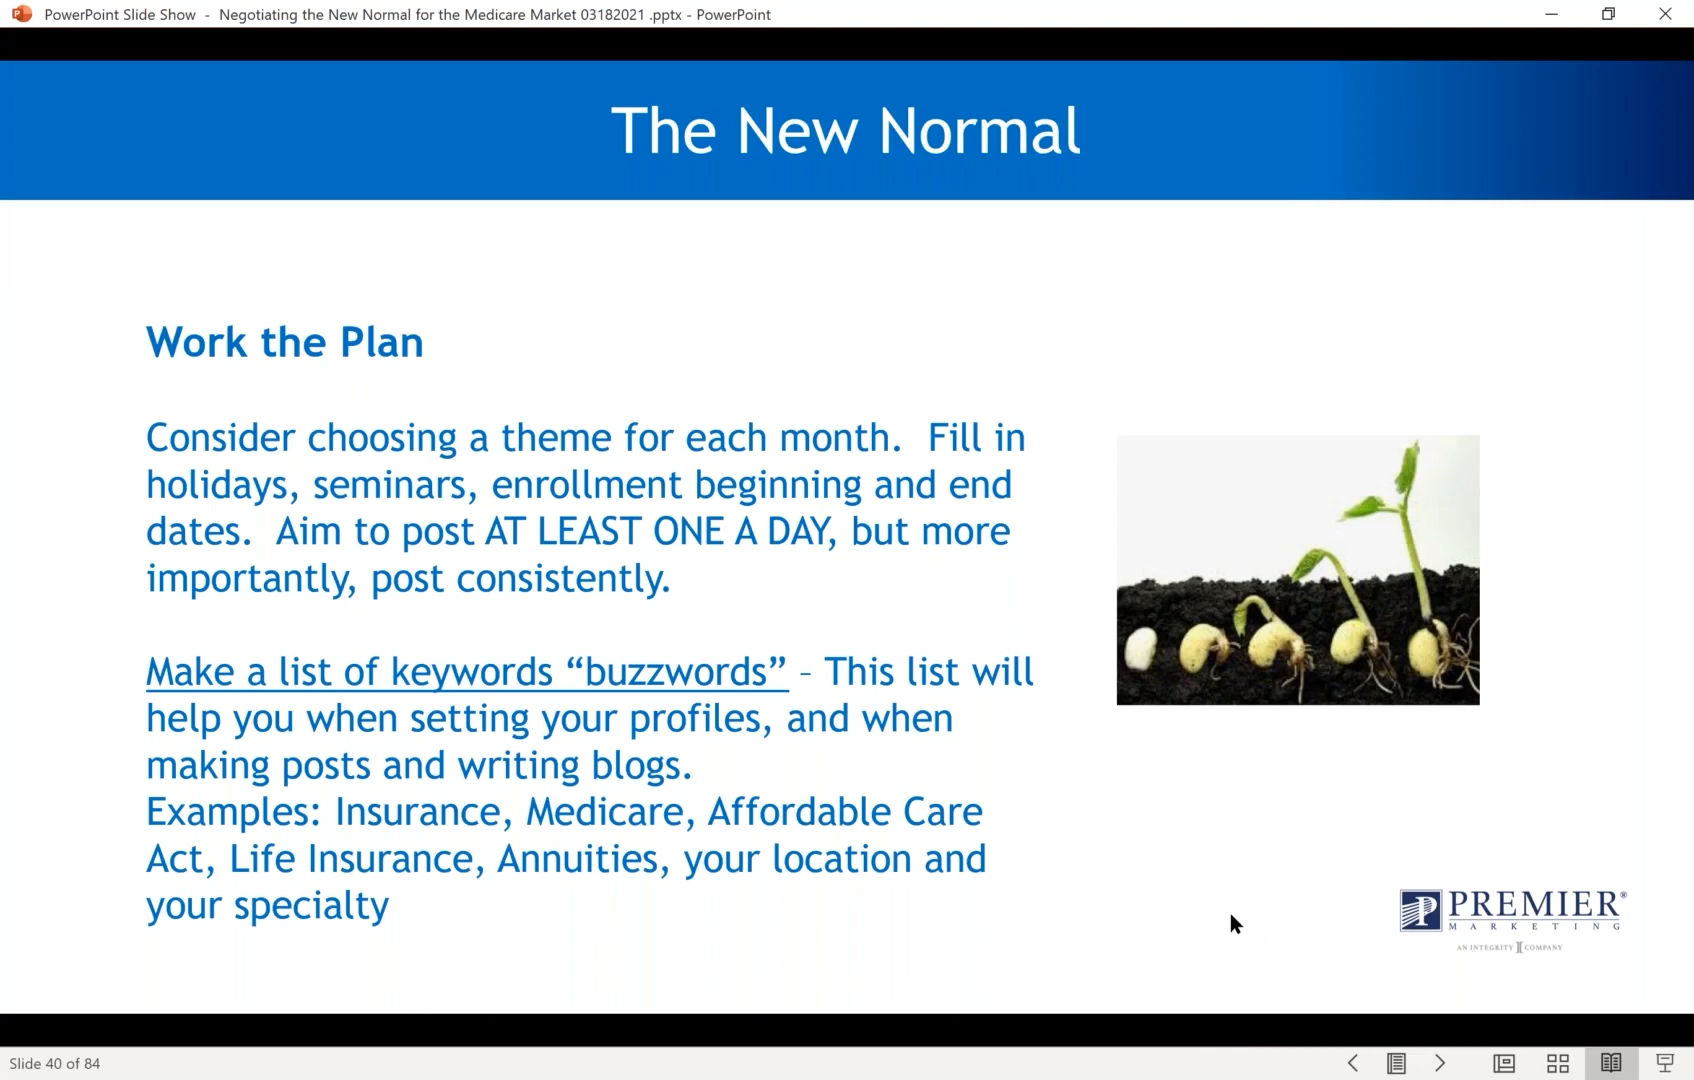 PowerPoint Slide Show - Negotiating the New Normal for the Medicare Market 03182021 .pptx - PowerPoint
The New Normal
Work the Plan
Consider choosing a theme for each month.  Fill in
holidays, seminars, enrollment beginning and end
dates.  Aim to post AT LEAST ONE A DAY, but more
importantly, post consistently.
Make a list of keywords “buzzwords” – This list will
help you when setting your profiles, and when
making posts and writing blogs.
Examples: Insurance, Medicare, Affordable Care
Act, Life Insurance, Annuities, your location and
your specialty
P PREMIER®
MARKETING
AN INTEGRITY COMPANY
Slide 40 of 84